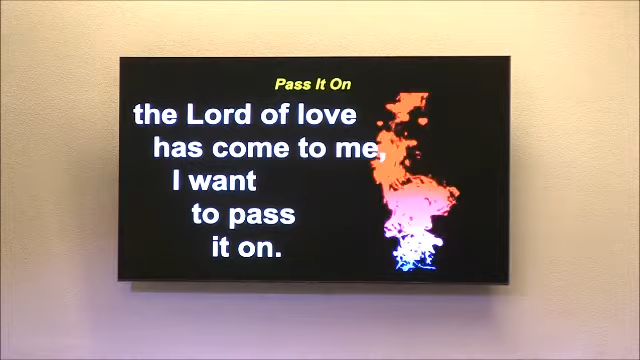 Pass It On
the Lord of love
has come to me,
I want
to pass
it on.